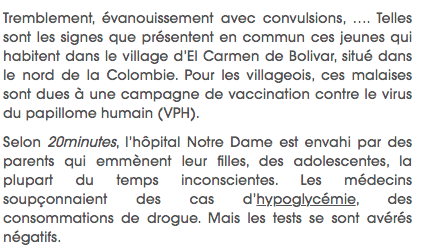 Tremblement, évanouissement avec convulsions, .... Telles
sont les signes que présentent en commun ces jeunes qui
habitent dans le village d'El Carmen de Bolivar, situé dans
le nord de la Colombie. Pour les villageois, ces malaises
sont dues à une campagne de vaccination contre le virus
du papillome humain (VPH).
Selon 20minutes, l'hôpital Notre Dame est envahi par des
parents qui emmènent leur filles, des adolescentes, la
plupart du temps inconscientes. Les médecins
soupçonnaient des cas d'hypoglycémie, des
consommations de drogue. Mais les tests se sont avérés
négatifs.